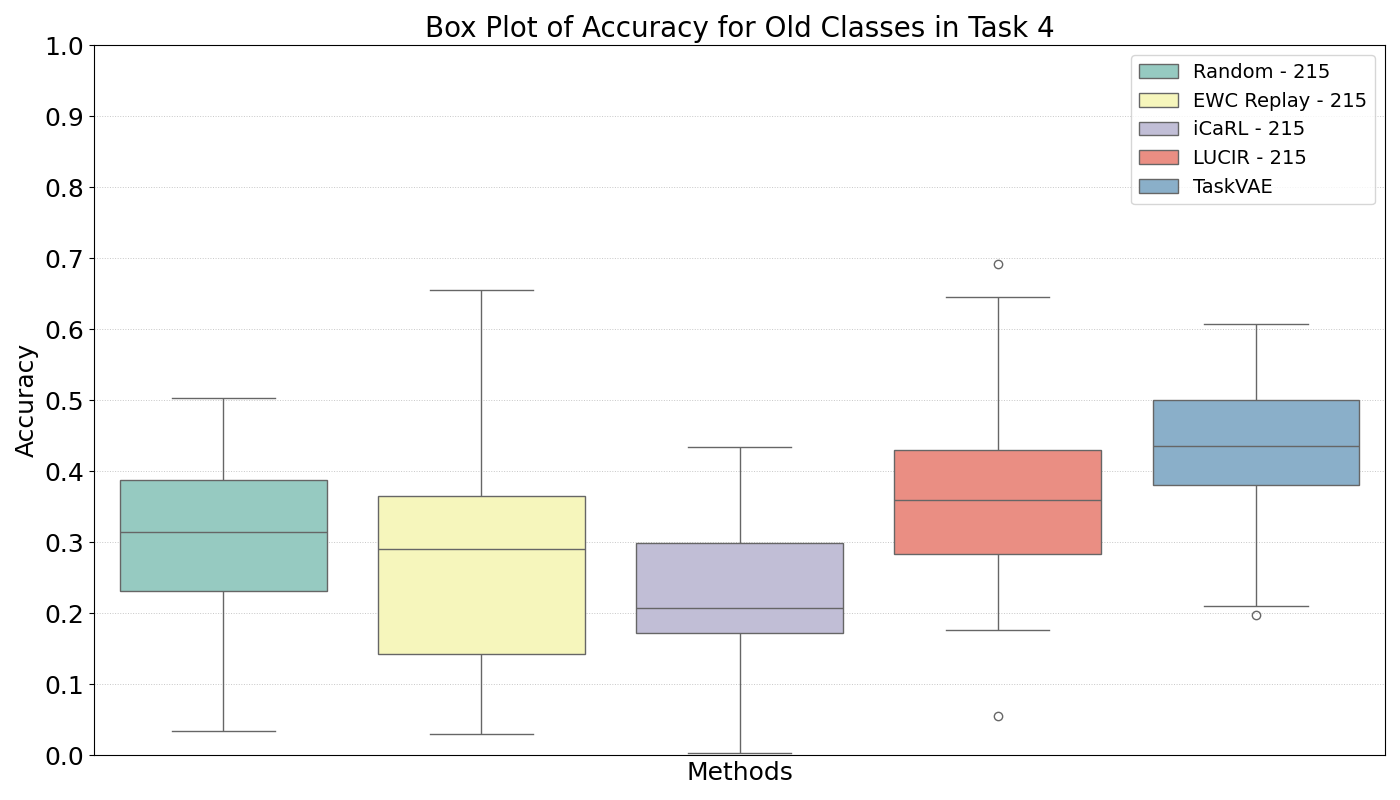 Box Plot of Accuracy for Old Classes in Task 4
1.0
0.9
0.8
0.7
0.6
0.5
0.4
0.3
0.2
0.1
0.0
Accuracy
Methods
Random - 215
EWC Replay - 215
iCaRL - 215
LUCIR - 215
TaskVAE